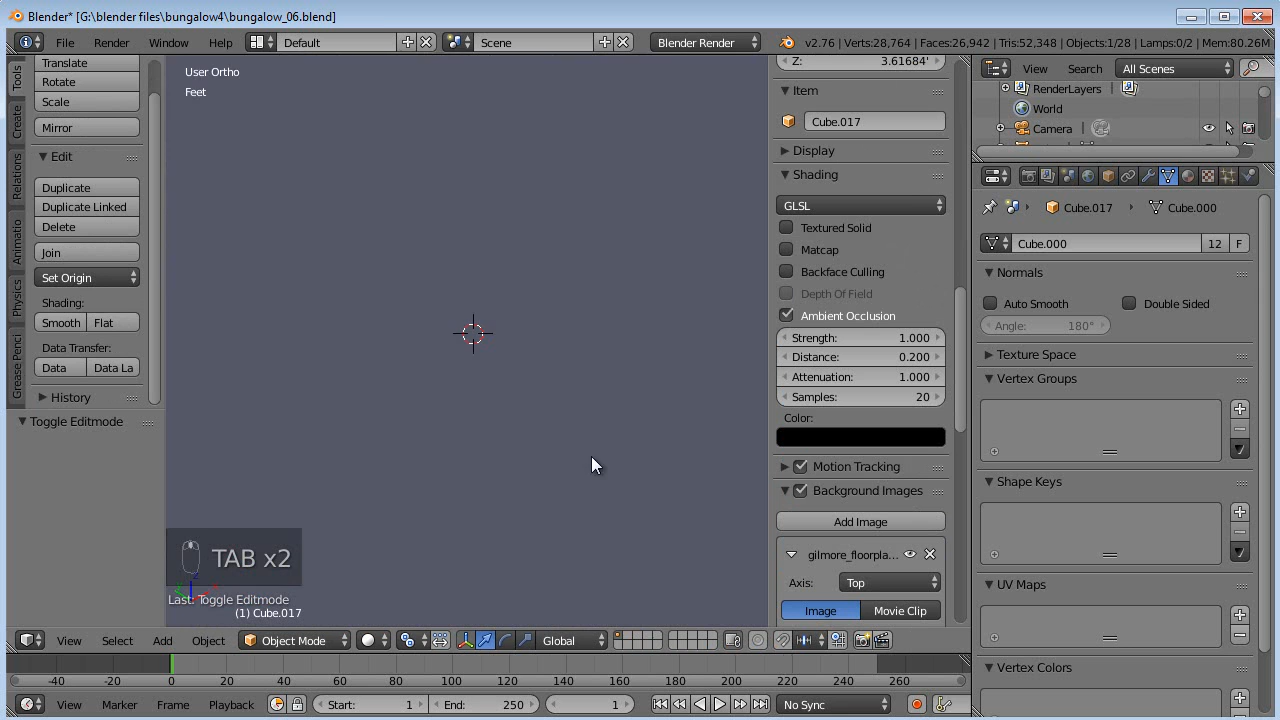 Blender* [G:\blender files\bungalow4\bungalow_06.blend]
File Render Window Help Default Scene Blender Render v2.76 | Verts:28,764 | Faces:26,942 | Tris:52,348 | Objects:1/28 | Lamps:0/2 | Mem:80.26M
Tools
Create
Relations
Animatio
Physics
Grease Penci
Translate
Rotate
Scale
Mirror
Edit
Duplicate
Duplicate Linked
Delete
Join
Set Origin
Shading:
Smooth Flat
Data Transfer:
Data Data La
History
Toggle Editmode
User Ortho
Feet
TAB x2
Last: Toggle Editmode
(1) Cube.017
Z: 3.61684'
Item
Cube.017
Display
Shading
GLSL
Textured Solid
Matcap
Backface Culling
Depth Of Field
Ambient Occlusion
Strength: 1.000
Distance: 0.200
Attenuation: 1.000
Samples: 20
Color:
Motion Tracking
Background Images
Add Image
gilmore_floorpla...
Axis: Top
Image Movie Clip
View Search All Scenes
RenderLayers
World
Camera
Cube.017 Cube.000
Cube.000 12 F
Normals
Auto Smooth Double Sided
Angle: 180°
Texture Space
Vertex Groups
Shape Keys
UV Maps
Vertex Colors
View Select Add Object Object Mode Global
-40 -20 0 20 40 60 80 100 120 140 160 180 200 220 240 260
View Marker Frame Playback Start: 1 End: 250 1 No Sync